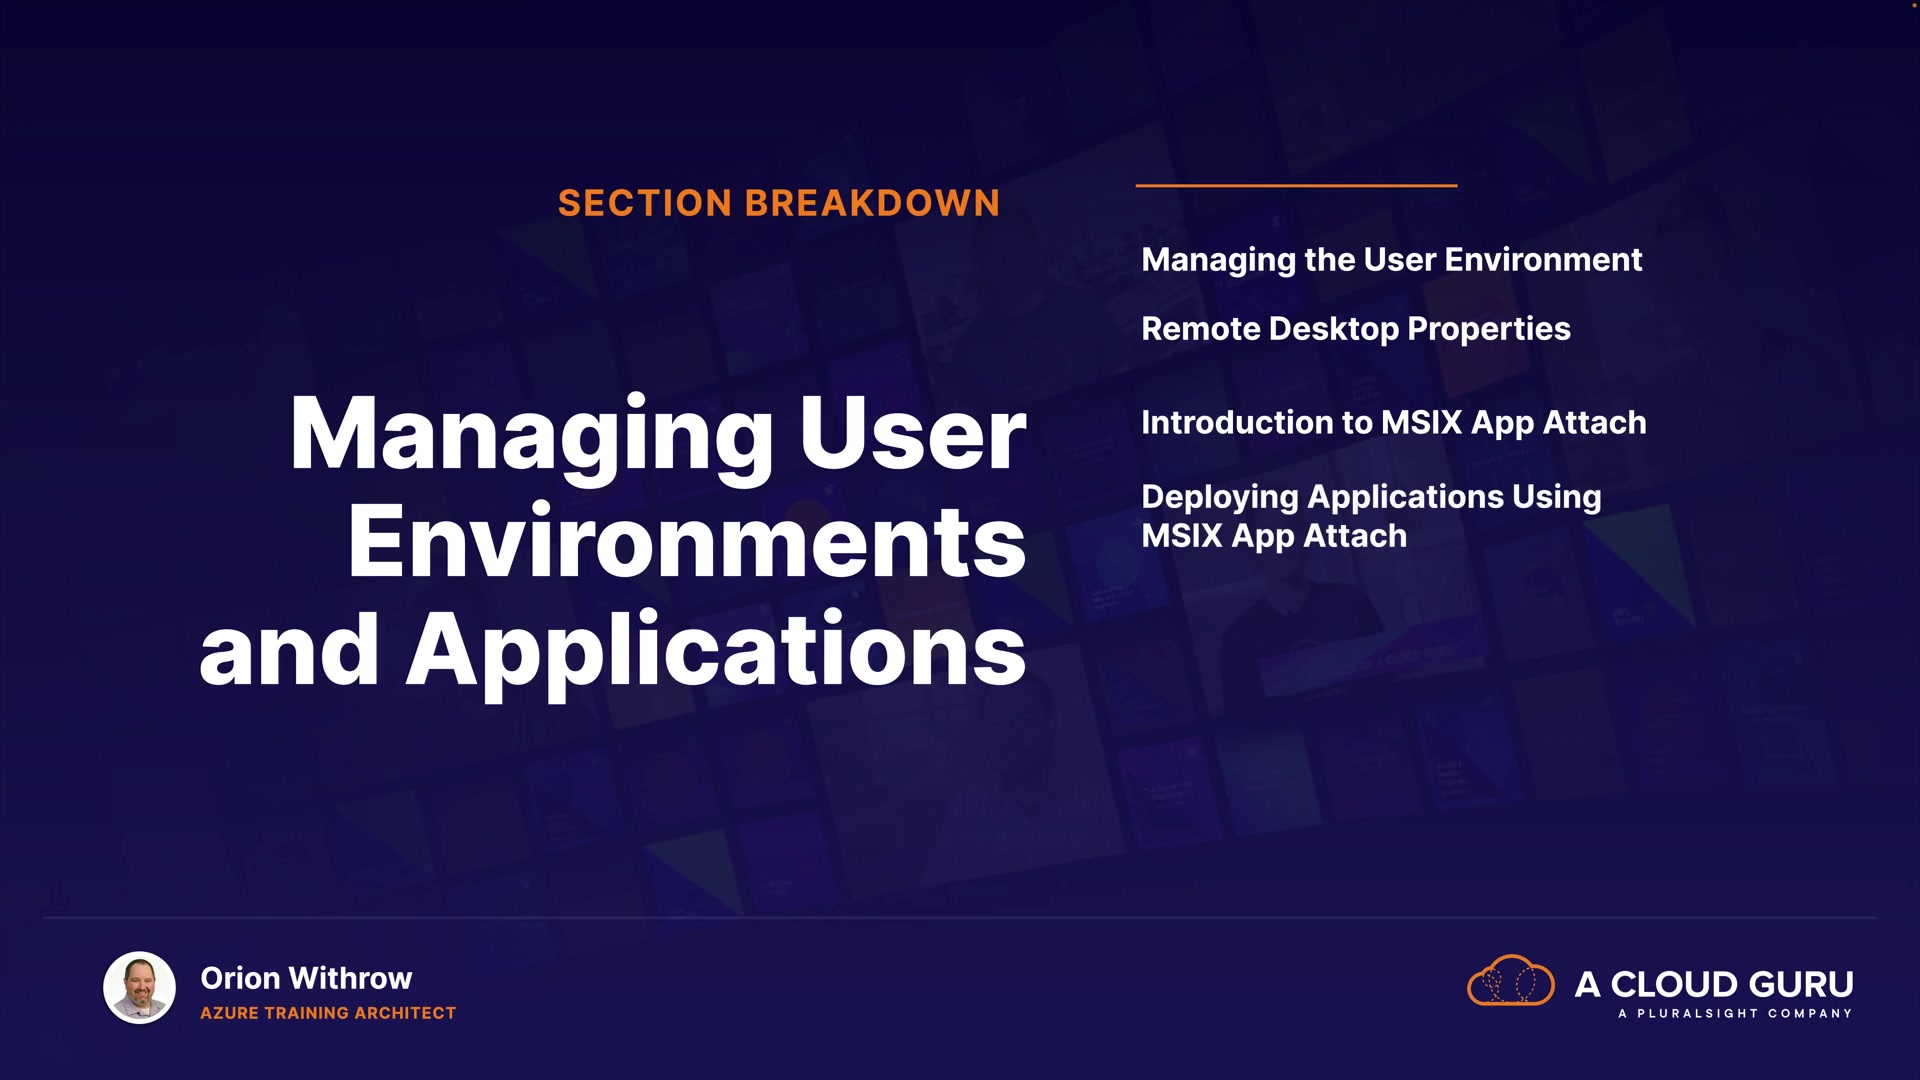 SECTION BREAKDOWN
Managing User
Environments
and Applications
Managing the User Environment
Remote Desktop Properties
Introduction to MSIX App Attach
Deploying Applications Using
MSIX App Attach
Orion Withrow
AZURE TRAINING ARCHITECT
A CLOUD GURU
A PLURALSIGHT COMPANY